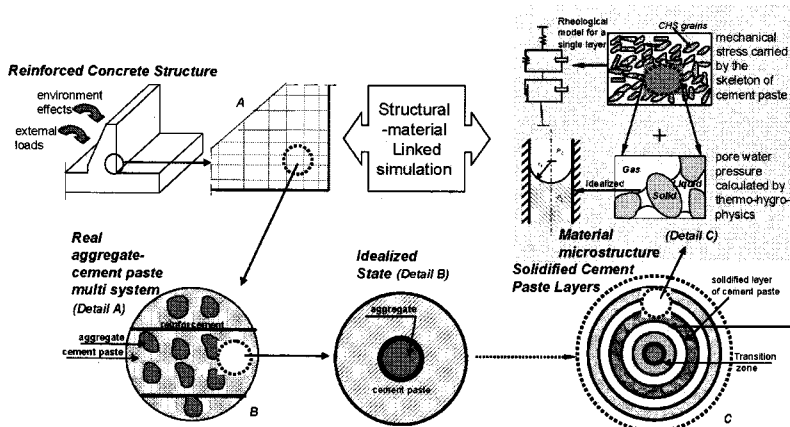 Reinforced Concrete Structure
environment
effects
external
loads
A
Structural
-material
Linked
simulation
Rheological
model for a
single layer
CHS grains
mechanical
stress carried
by the
skeleton of
cement paste
+
Gas
Liquid
Solid
Idealized
pore water
pressure
calculated by
thermo-hygro-
physics
Material
microstructure
(Detail C)
Real
aggregate-
cement paste
multi system
(Detail A)
reinforcement
aggregate
cement paste
B
Idealized
State (Detail B)
aggregate
cement paste
Solidified Cement
Paste Layers
solidified layer
of cement paste
Transition
zone
C